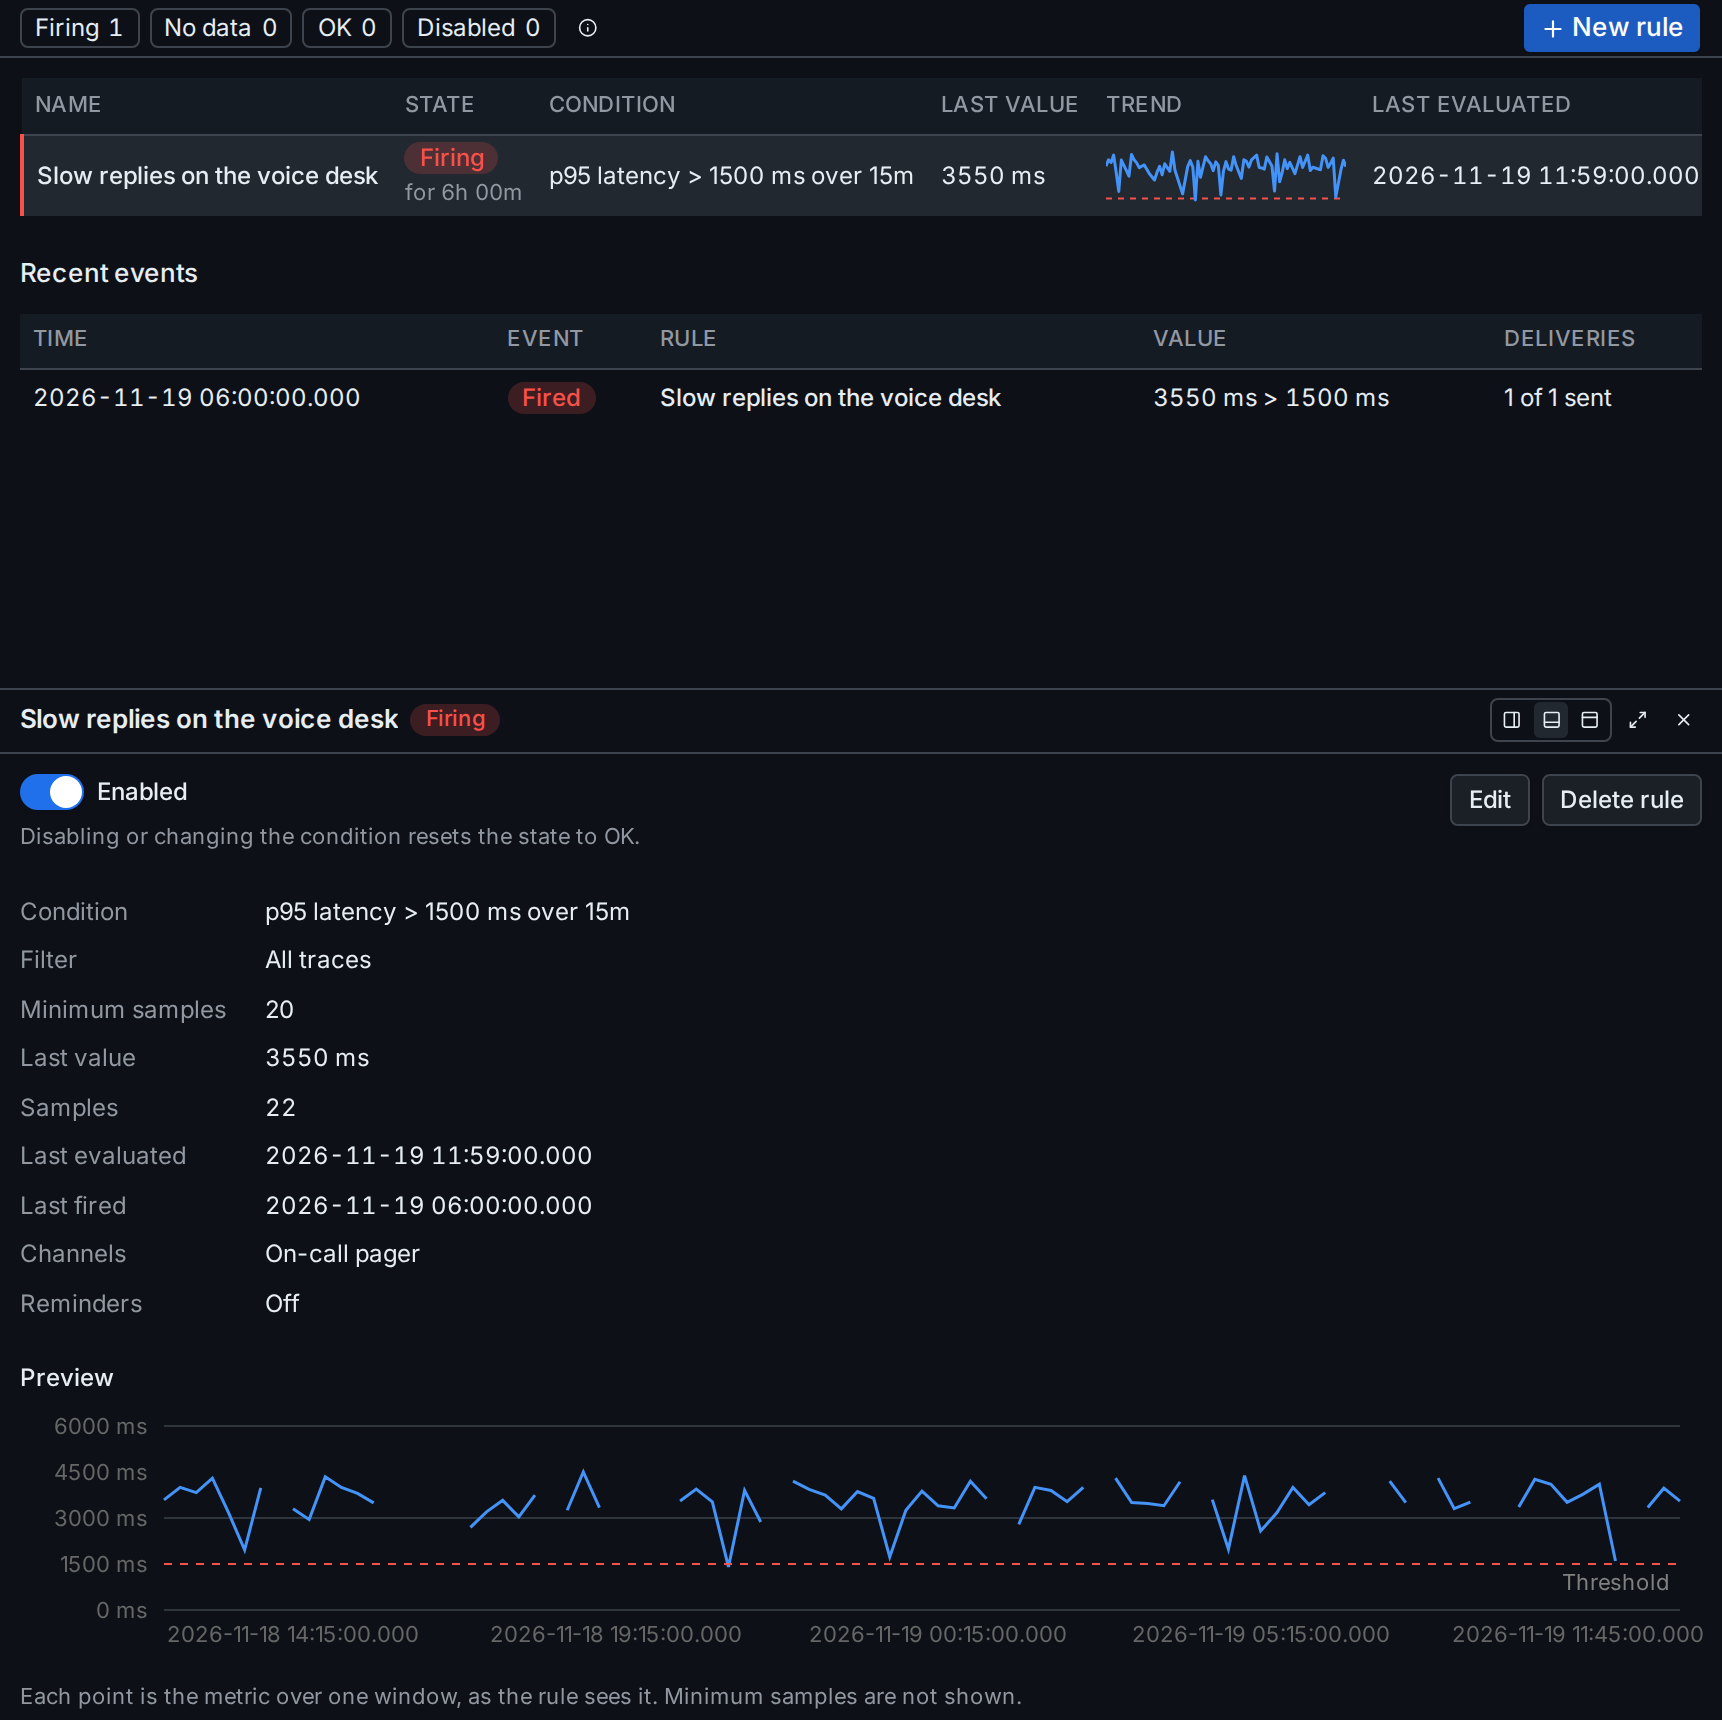 Firing 1 No data 0 OK 0 Disabled 0 + New rule
NAME STATE CONDITION LAST VALUE TREND LAST EVALUATED
Slow replies on the voice desk Firing p95 latency > 1500 ms over 15m 3550 ms 2026-11-19 11:59:00.000
for 6h 00m
Recent events
TIME EVENT RULE VALUE DELIVERIES
2026-11-19 06:00:00.000 Fired Slow replies on the voice desk 3550 ms > 1500 ms 1 of 1 sent
Slow replies on the voice desk Firing
Enabled Edit Delete rule
Disabling or changing the condition resets the state to OK.
Condition p95 latency > 1500 ms over 15m
Filter All traces
Minimum samples 20
Last value 3550 ms
Samples 22
Last evaluated 2026-11-19 11:59:00.000
Last fired 2026-11-19 06:00:00.000
Channels On-call pager
Reminders Off
Preview
6000 ms
4500 ms
3000 ms
1500 ms
Threshold
0 ms
2026-11-18 14:15:00.000 2026-11-18 19:15:00.000 2026-11-19 00:15:00.000 2026-11-19 05:15:00.000 2026-11-19 11:45:00.000
Each point is the metric over one window, as the rule sees it. Minimum samples are not shown.